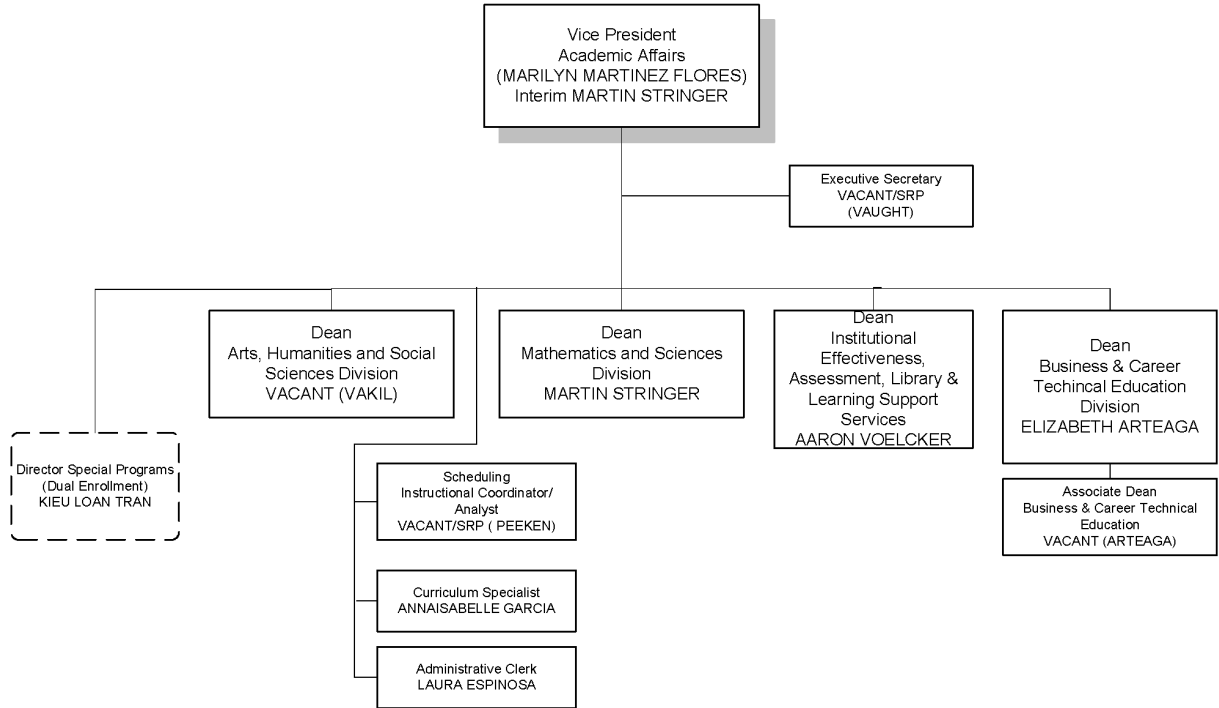 Vice President
Academic Affairs
(MARILYN MARTINEZ FLORES)
Interim MARTIN STRINGER
Executive Secretary
VACANT/SRP
(VAUGHT)
Dean
Arts, Humanities and Social
Sciences Division
VACANT (VAKIL)
Dean
Mathematics and Sciences
Division
MARTIN STRINGER
Dean
Institutional
Effectiveness,
Assessment, Library &
Learning Support
Services
AARON VOELCKER
Dean
Business & Career
Techincal Education
Division
ELIZABETH ARTEAGA
Director Special Programs
(Dual Enrollment)
KIEU LOAN TRAN
Scheduling
Instructional Coordinator/
Analyst
VACANT/SRP ( PEEKEN)
Associate Dean
Business & Career Technical
Education
VACANT (ARTEAGA)
Curriculum Specialist
ANNAISABELLE GARCIA
Administrative Clerk
LAURA ESPINOSA